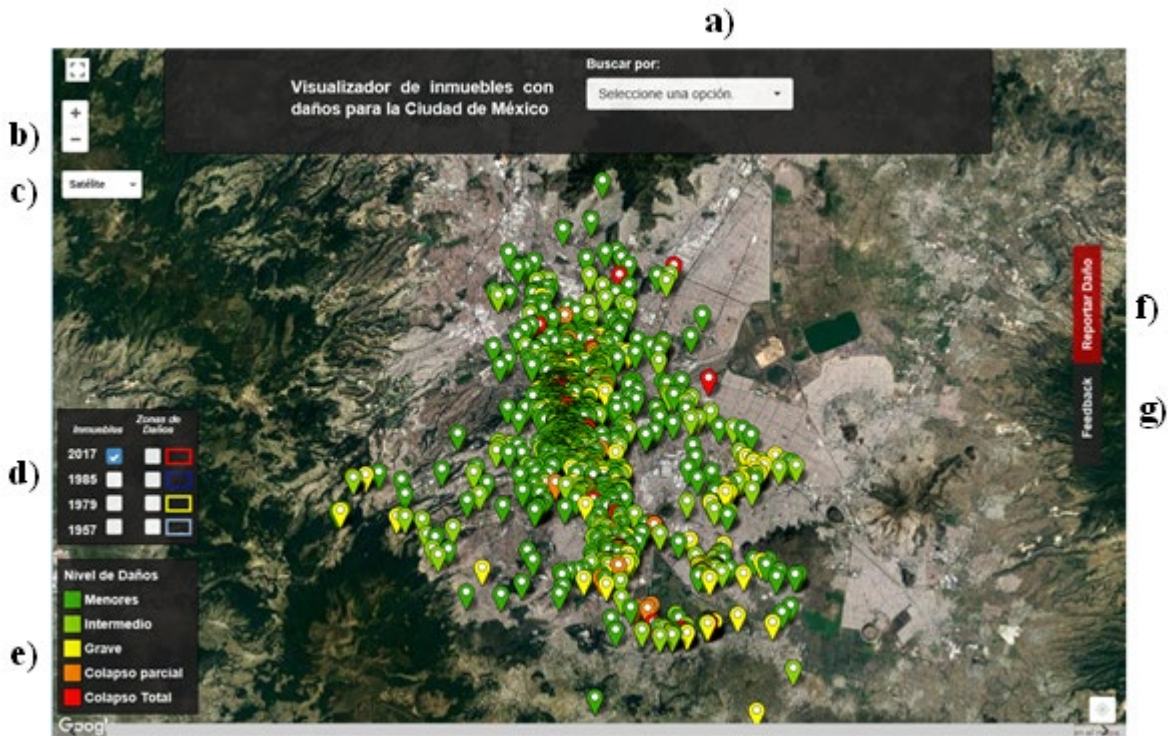 a)
Visualizador de inmuebles con
daños para la Ciudad de México
Buscar por:
Seleccione una opción.
+
−
b)
Satélite
c)
Reportar Daño
f)
Feedback
g)
Inmuebles Zonas de Daños
2017
1985
1979
1957
d)
Nivel de Daños
Menores
Intermedio
Grave
Colapso parcial
Colapso Total
e)
Googl